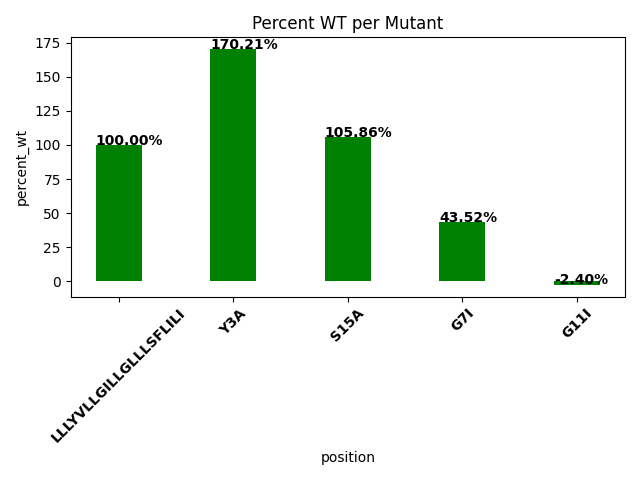 Percent WT per Mutant
percent_wt
175
150
125
100
75
50
25
0
100.00%
170.21%
105.86%
43.52%
-2.40%
LLLYVLLGILLGLLLSFLILI
Y3A
S15A
G7I
G11I
position